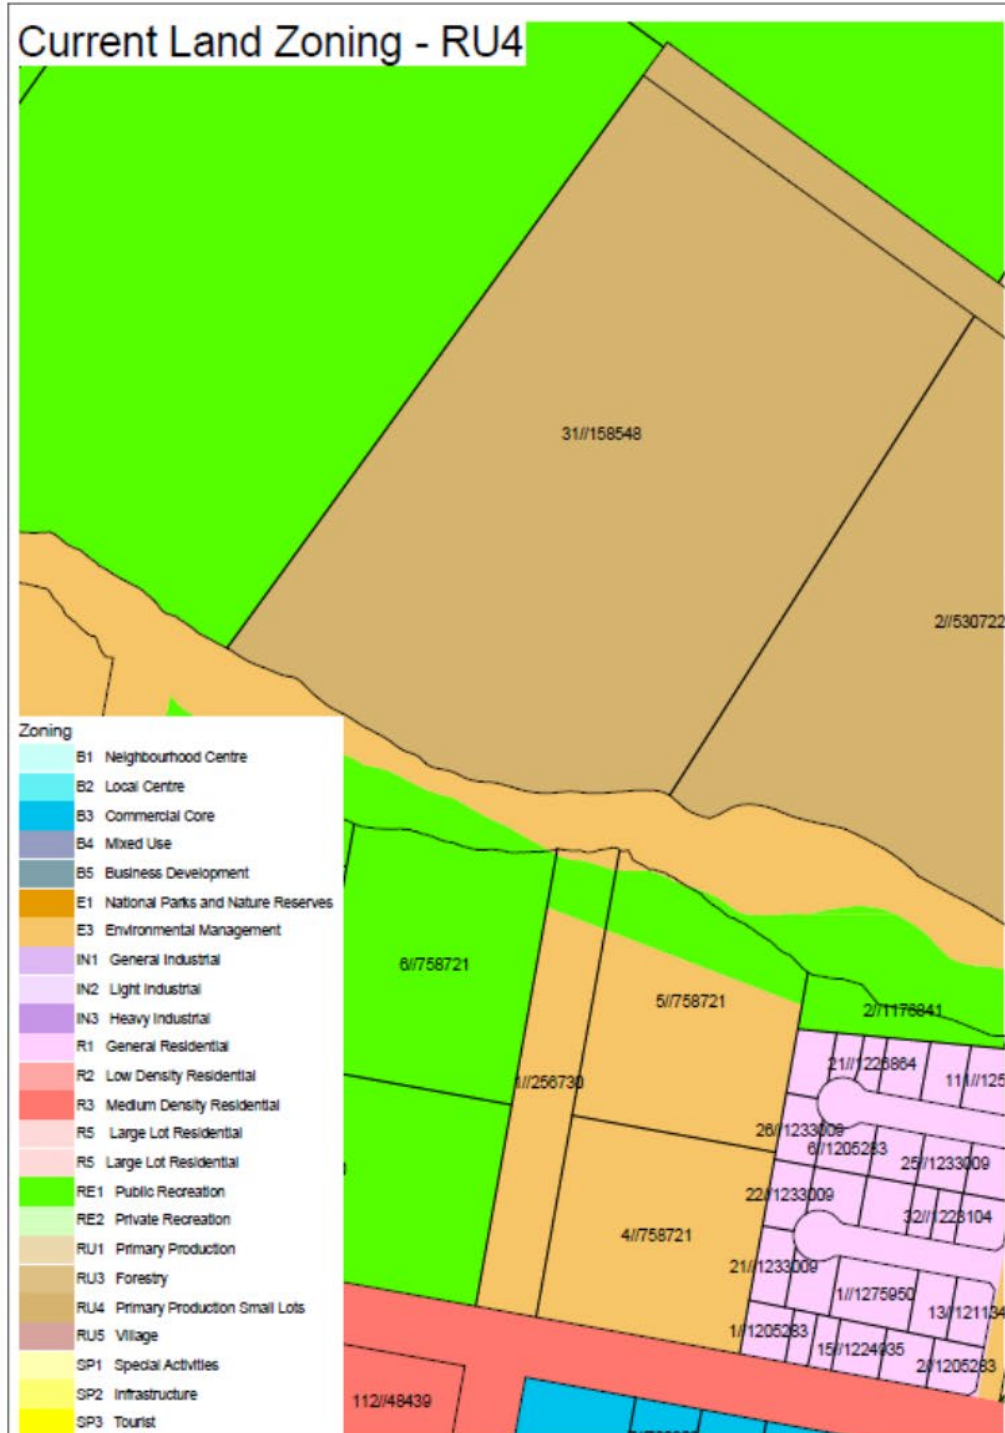 Current Land Zoning - RU4
31//158548
2//530722
Zoning
B1 Neighbourhood Centre
B2 Local Centre
B3 Commercial Core
B4 Mixed Use
B5 Business Development
E1 National Parks and Nature Reserves
E3 Environmental Management
IN1 General Industrial
IN2 Light Industrial
IN3 Heavy Industrial
R1 General Residential
R2 Low Density Residential
R3 Medium Density Residential
R5 Large Lot Residential
R5 Large Lot Residential
RE1 Public Recreation
RE2 Private Recreation
RU1 Primary Production
RU3 Forestry
RU4 Primary Production Small Lots
RU5 Village
SP1 Special Activities
SP2 Infrastructure
SP3 Tourist
6//758721
5//758721
2//1176841
21//1226864
1//256730
26//1233009
6//1205283
25//1233009
22//1233009
32//1223104
4//758721
21//1233009
1//1275950
1//1205283
15//1224935
2//1205283
112//48439